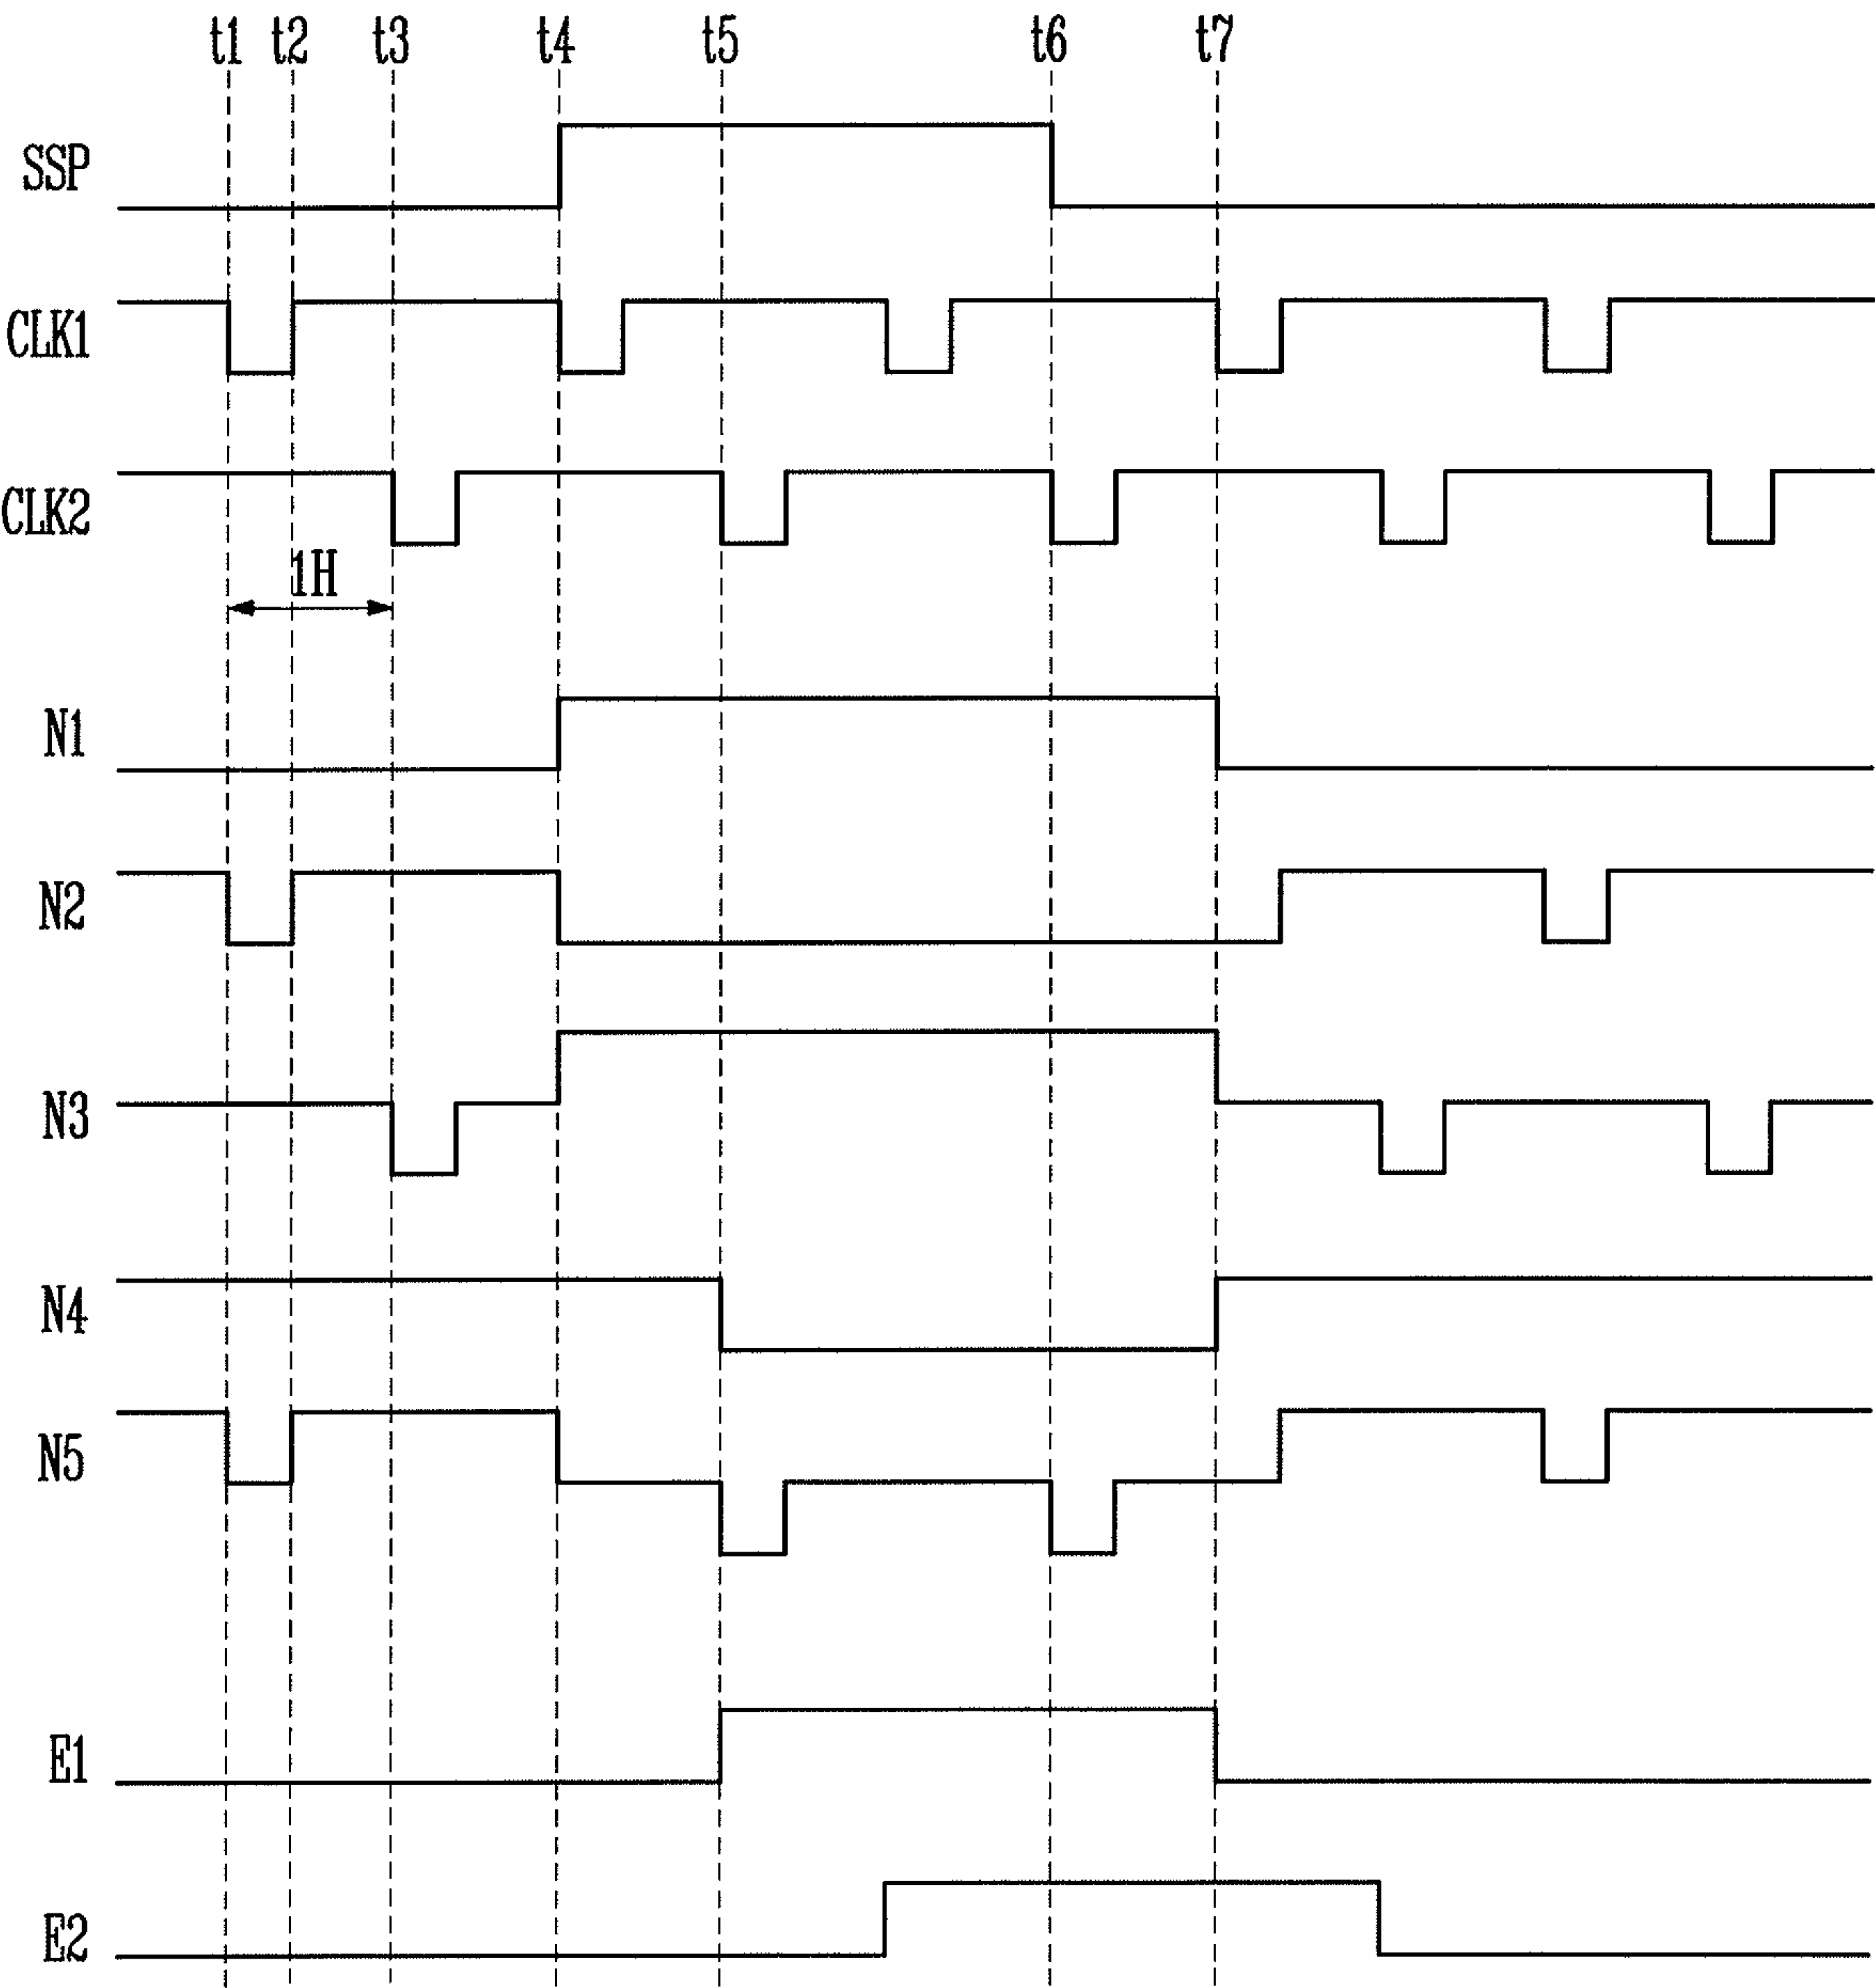 t1 t2 t3 t4 t5 t6 t7
SSP
CLK1
CLK2
1H
N1
N2
N3
N4
N5
E1
E2